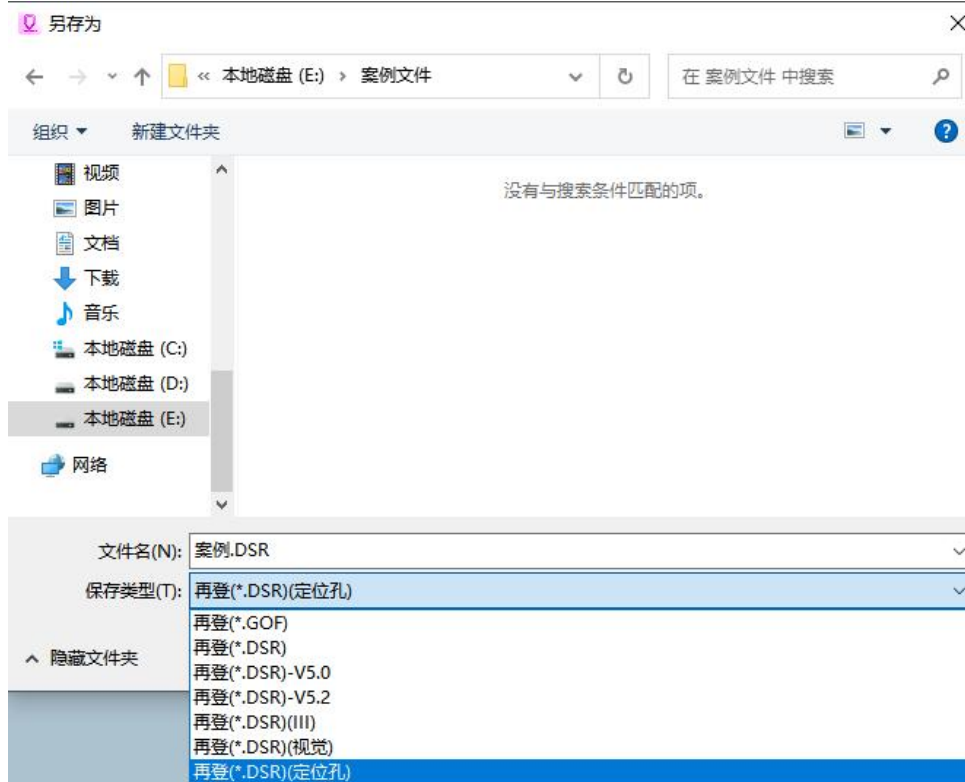 另存为
« 本地磁盘 (E:) › 案例文件
在 案例文件 中搜索
组织 新建文件夹
视频
没有与搜索条件匹配的项。
图片
文档
下载
音乐
本地磁盘 (C:)
本地磁盘 (D:)
本地磁盘 (E:)
网络
文件名(N): 案例.DSR
保存类型(T): 再登(*.DSR)(定位孔)
再登(*.GOF)
再登(*.DSR)
隐藏文件夹
再登(*.DSR)-V5.0
再登(*.DSR)-V5.2
再登(*.DSR)(III)
再登(*.DSR)(视觉)
再登(*.DSR)(定位孔)